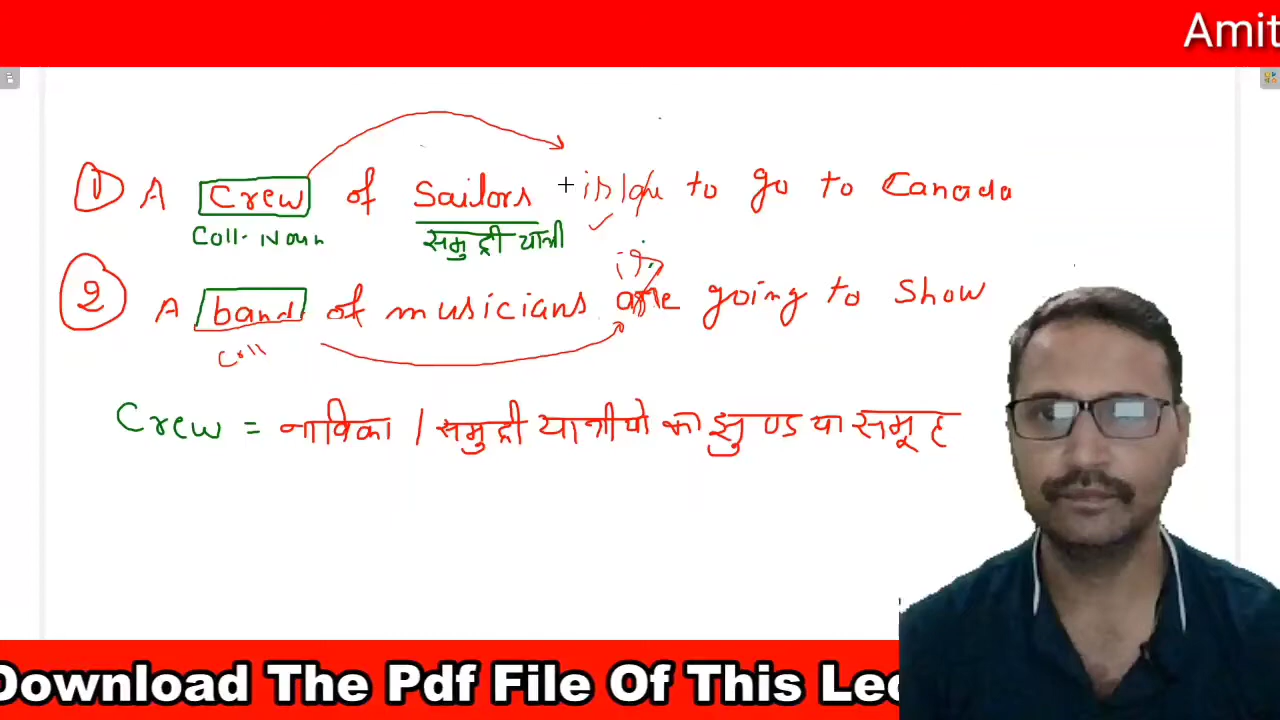 Amit
① A Crew of Sailors is/are to go to Canada
Coll. Noun समुद्री यात्री
is
② A band of musicians are going to Show
Coll
Crew = नाविका / समुद्री यात्रीयो का झुण्ड या समूह
Download The Pdf File Of This Lec